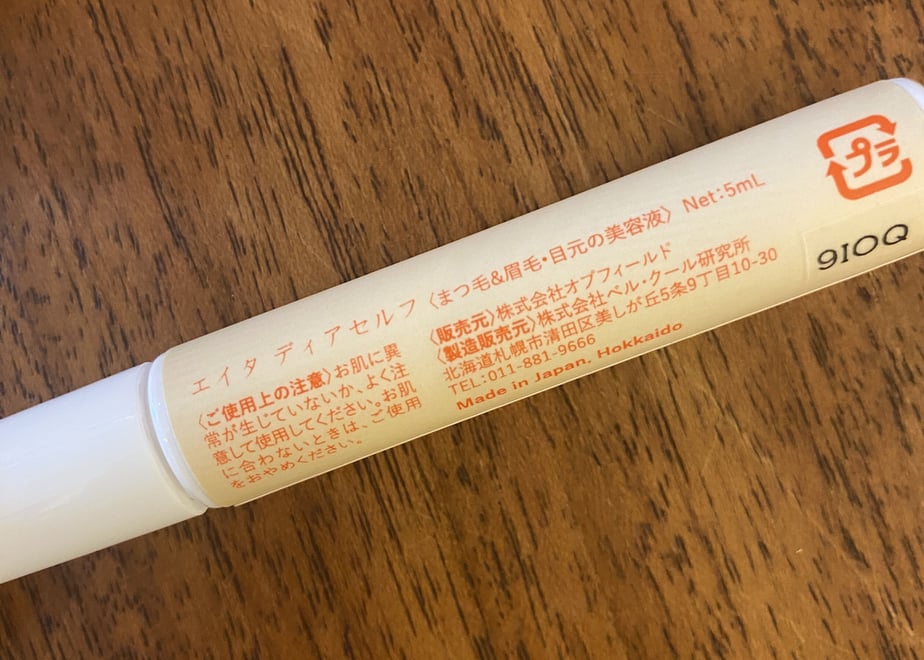 エイタ ディアセルフ〈まつ毛&眉毛・目元の美容液〉 Net:5mL
〈ご使用上の注意〉お肌に異
常が生じていないか、よく注
意して使用してください。お肌
に合わないときは、ご使用
をおやめください。
〈販売元〉株式会社オブフィールド
〈製造販売元〉株式会社ベル・クール研究所
北海道札幌市清田区美しが丘5条9丁目10-30
TEL:011-881-9666
Made in Japan, Hokkaido
プラ
910Q